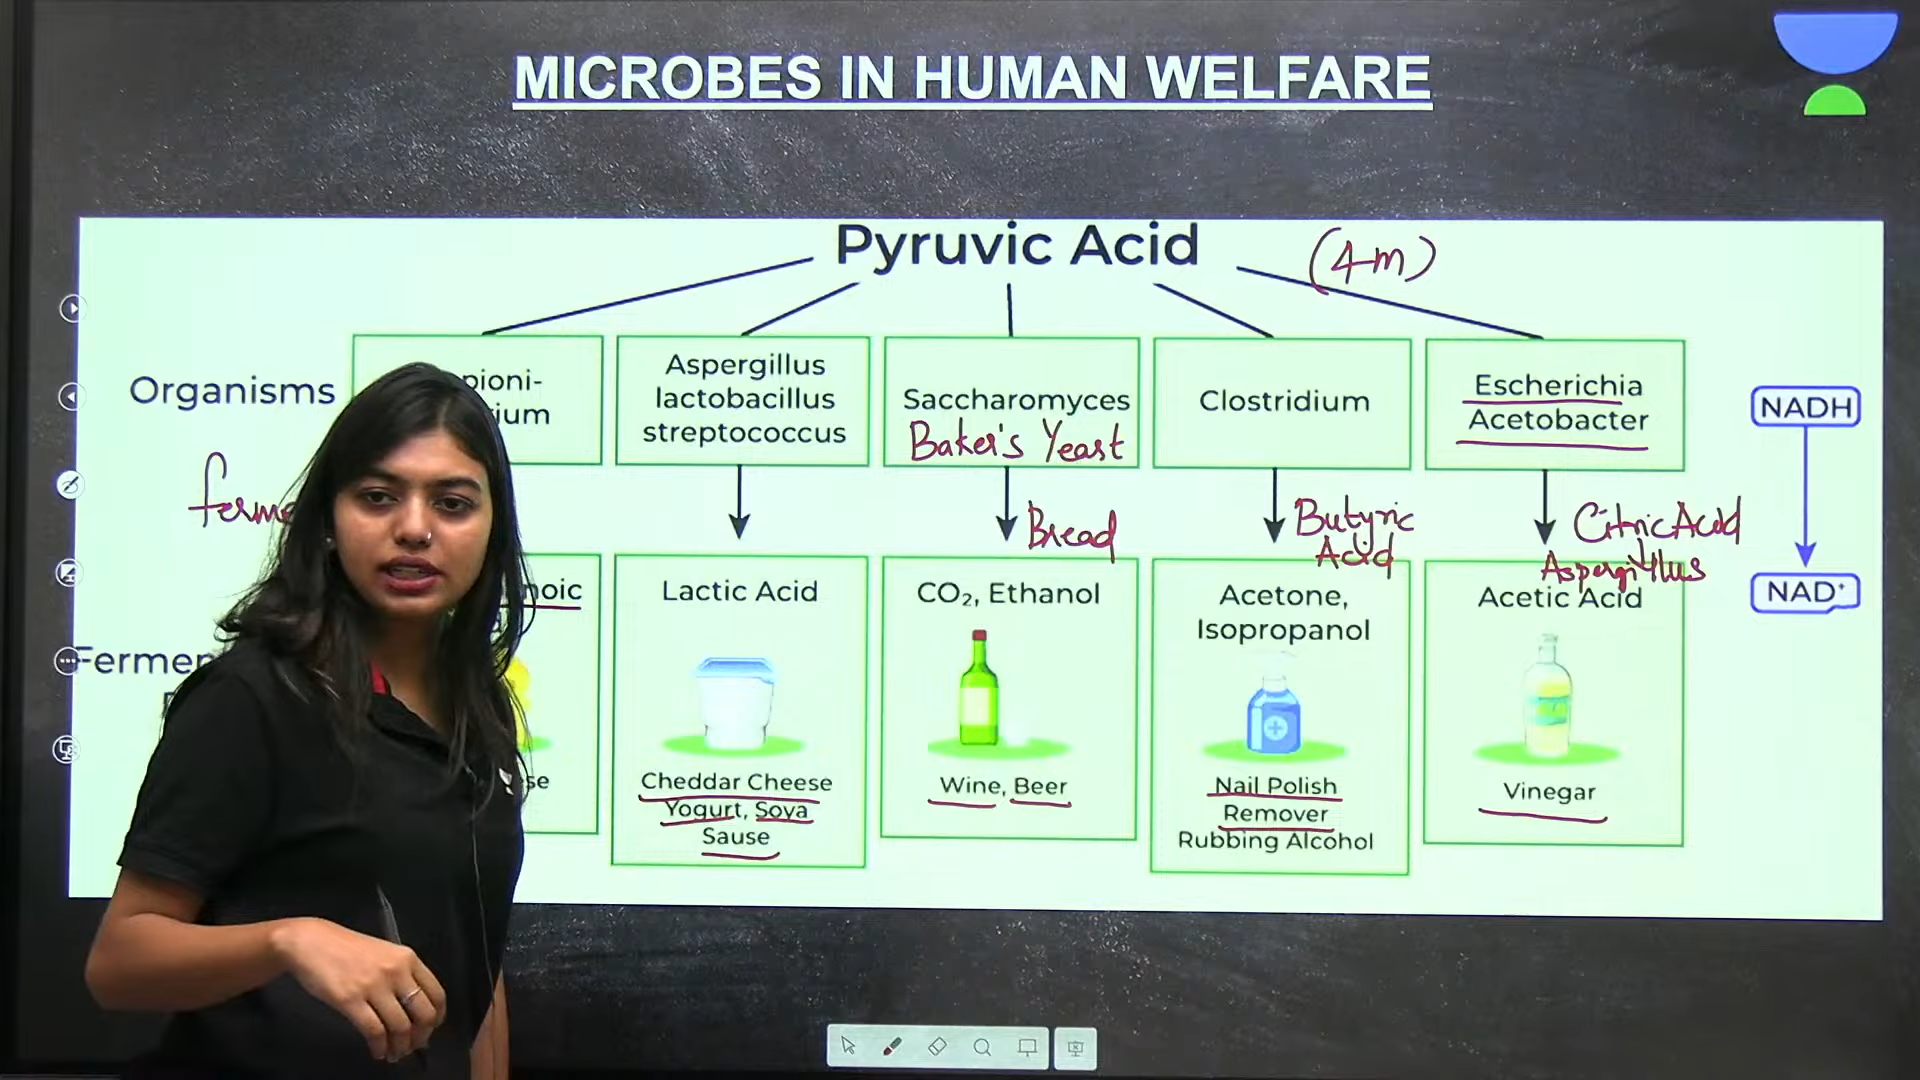 MICROBES IN HUMAN WELFARE
Pyruvic Acid
(4m)
Organisms
Aspergillus
lactobacillus
streptococcus
Saccharomyces
Baker's Yeast
Clostridium
Escherichia
Acetobacter
NADH
Bread
Butyric
Acid
Citric Acid
Aspergillus
Lactic Acid
CO₂, Ethanol
Acetone,
Isopropanol
Acetic Acid
NAD⁺
Cheddar Cheese
Yogurt, Soya
Sause
Wine, Beer
Nail Polish
Remover
Rubbing Alcohol
Vinegar